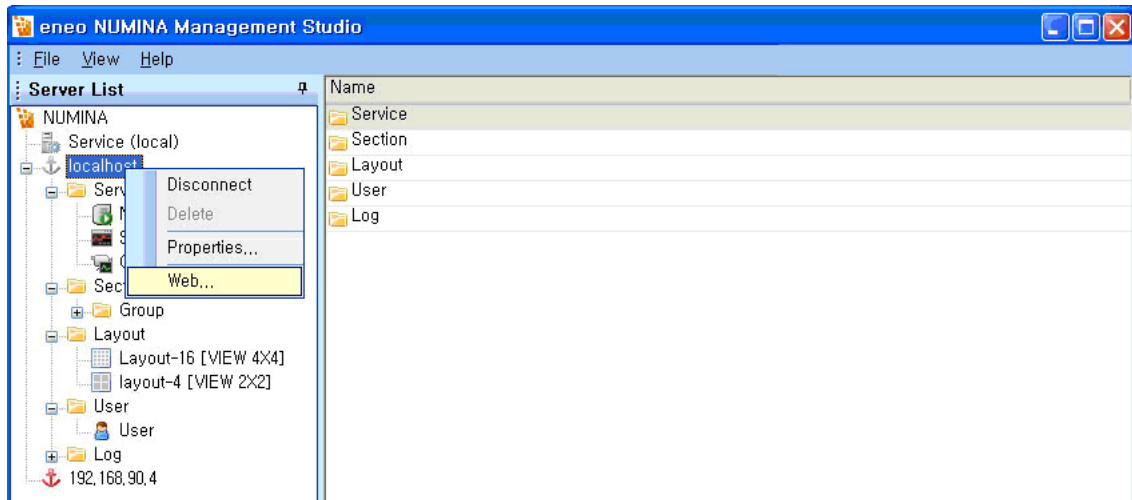 eneo NUMINA Management Studio
File View Help
Server List
Name
NUMINA
Service (local)
localhost
Serv
Sect
Group
Layout
Layout-16 [VIEW 4X4]
layout-4 [VIEW 2X2]
User
User
Log
192,168,90,4
Disconnect
Delete
Properties,,,
Web,,,
Service
Section
Layout
User
Log